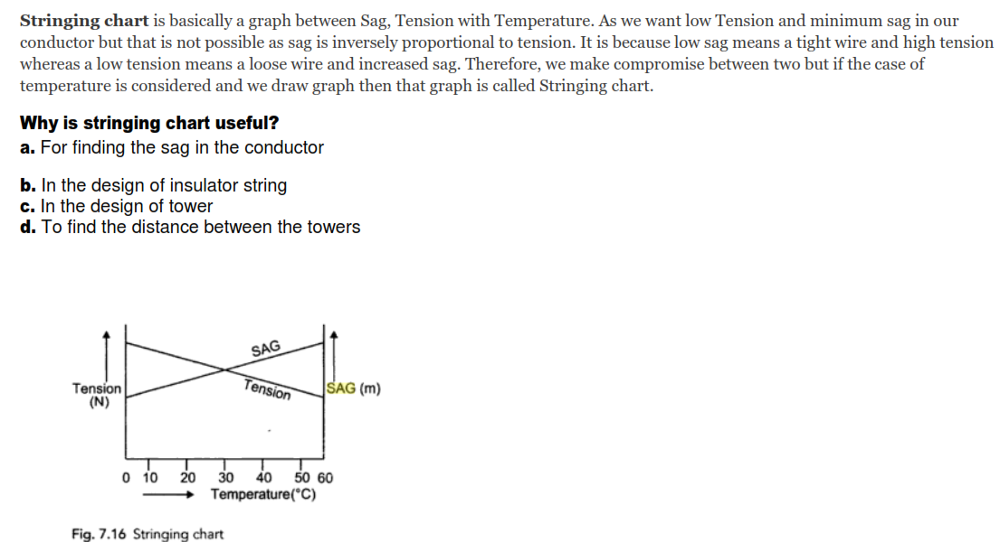 Stringing chart is basically a graph between Sag, Tension with Temperature. As we want low Tension and minimum sag in our
conductor but that is not possible as sag is inversely proportional to tension. It is because low sag means a tight wire and high tension
whereas a low tension means a loose wire and increased sag. Therefore, we make compromise between two but if the case of
temperature is considered and we draw graph then that graph is called Stringing chart.
Why is stringing chart useful?
a. For finding the sag in the conductor
b. In the design of insulator string
c. In the design of tower
d. To find the distance between the towers
SAG
Tension
Tension
(N)
SAG (m)
0 10 20 30 40 50 60
Temperature(°C)
Fig. 7.16 Stringing chart